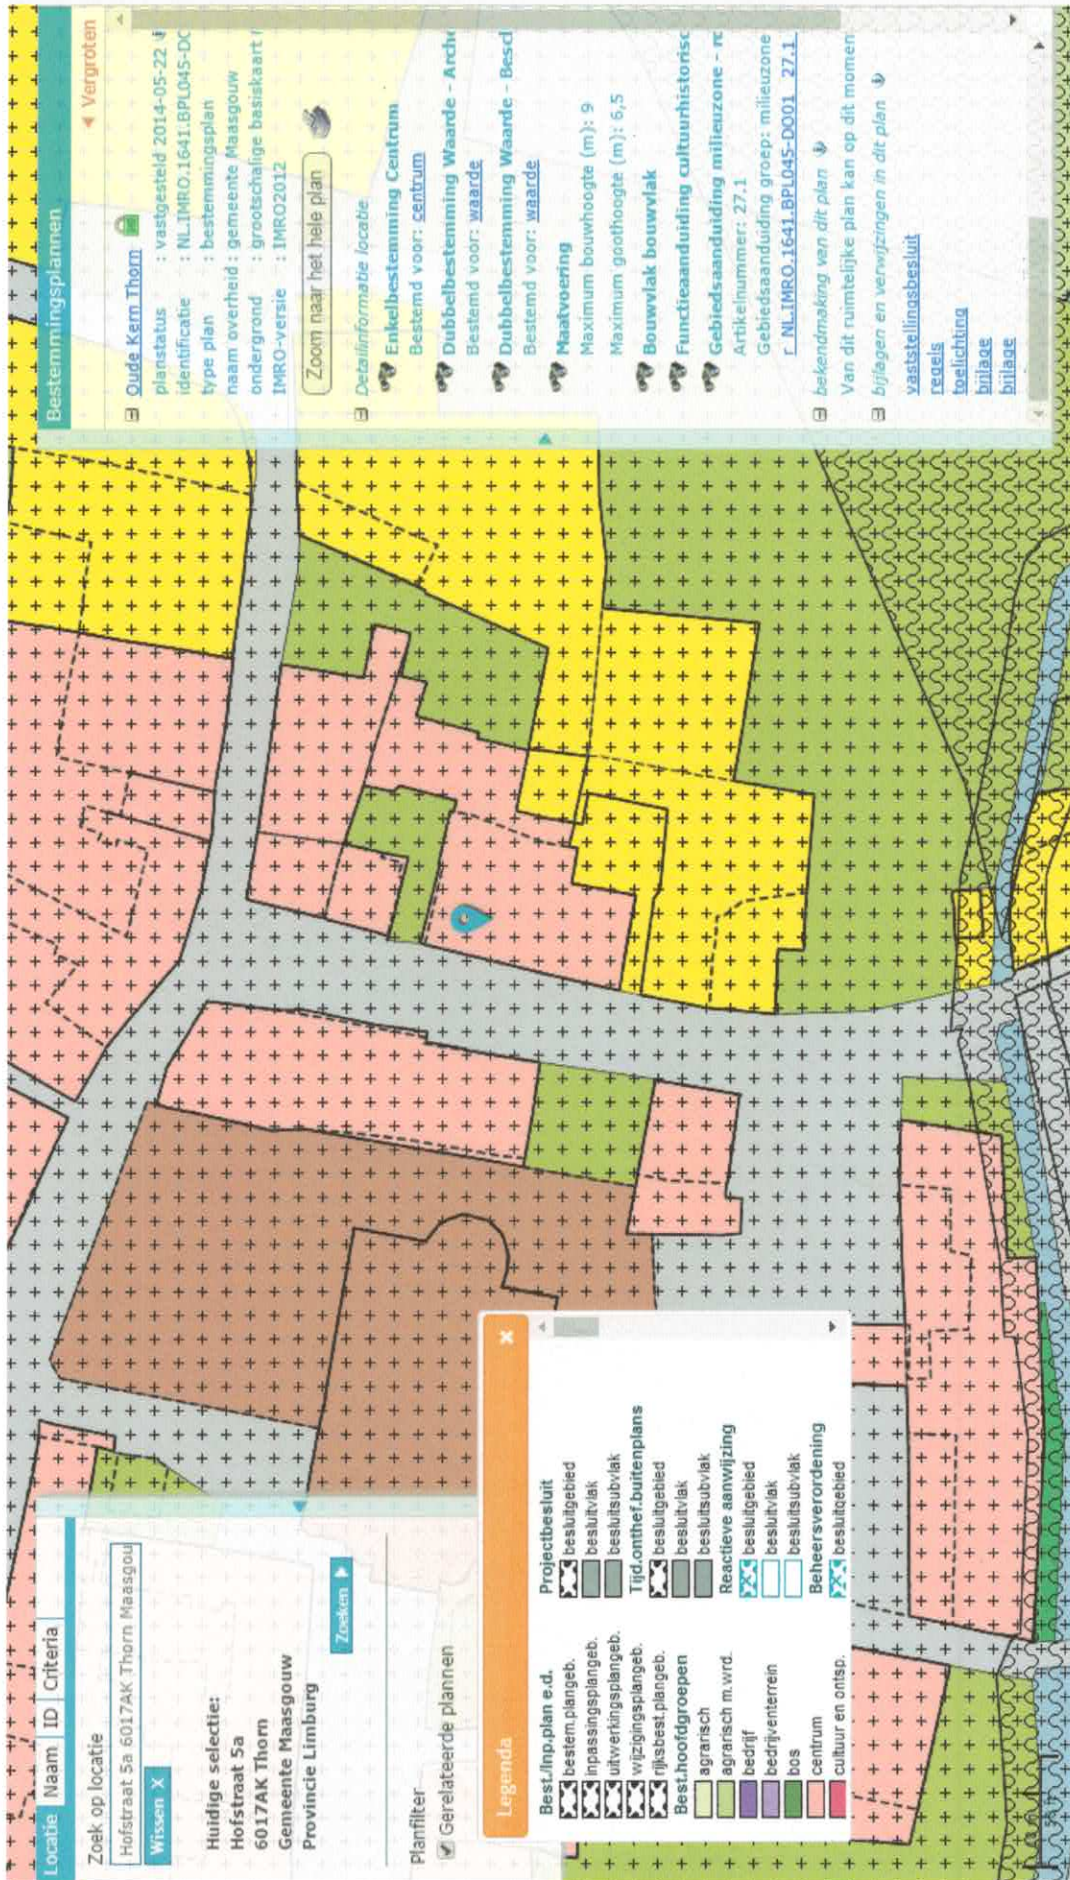 Locatie Naam ID Criteria
Zoek op locatie
Hofstraat 5a 6017AK Thorn Maasgou
Wissen X
Huidige selectie:
Hofstraat 5a
6017AK Thorn
Gemeente Maasgouw
Provincie Limburg
Zoeken
Planfilter
Gerelateerde plannen
Legenda
x
Best./Inp.plan e.d.
bestem.plangeb.
inpassingsplangeb.
uitwerkingsplangeb.
wijzigingsplangeb.
rijksbest.plangeb.
Best.hoofdgroepen
agrarisch
agrarisch m.wrd.
bedrijf
bedrijventerrein
bos
centrum
cultuur en ontsp.
Projectbesluit
besluitgebied
besluitvlak
besluitsubvlak
Tijd.onthef.buitenplans
besluitgebied
besluitvlak
besluitsubvlak
Reactieve aanwijzing
besluitgebied
besluitvlak
besluitsubvlak
Beheersverordening
besluitgebied
Bestemmingsplannen
Vergroten
Oude Kern Thorn
planstatus : vastgesteld 2014-05-22
identificatie : NL.IMRO.1641.BPL045-DO
type plan : bestemmingsplan
naam overheid : gemeente Maasgouw
ondergrond : grootschalige basiskaart
IMRO-versie : IMRO2012
Zoom naar het hele plan
Detailinformatie locatie
Enkelbestemming Centrum
Bestemd voor: centrum
Dubbelbestemming Waarde - Arche
Bestemd voor: waarde
Dubbelbestemming Waarde - Besch
Bestemd voor: waarde
Maatvoering
Maximum bouwhoogte (m): 9
Maximum goothoogte (m): 6,5
Bouwvlak bouwvlak
Functieaanduiding cultuurhistorisc
Gebiedsaanduiding milieuzone - ro
Artikelnummer: 27.1
Gebiedsaanduiding groep: milieuzone
r_NL.IMRO.1641.BPL045-DO01_27.1
bekendmaking van dit plan
Van dit ruimtelijke plan kan op dit momen
bijlagen en verwijzingen in dit plan
vaststellingsbesluit
regels
toelichting
bijlage
bijlage